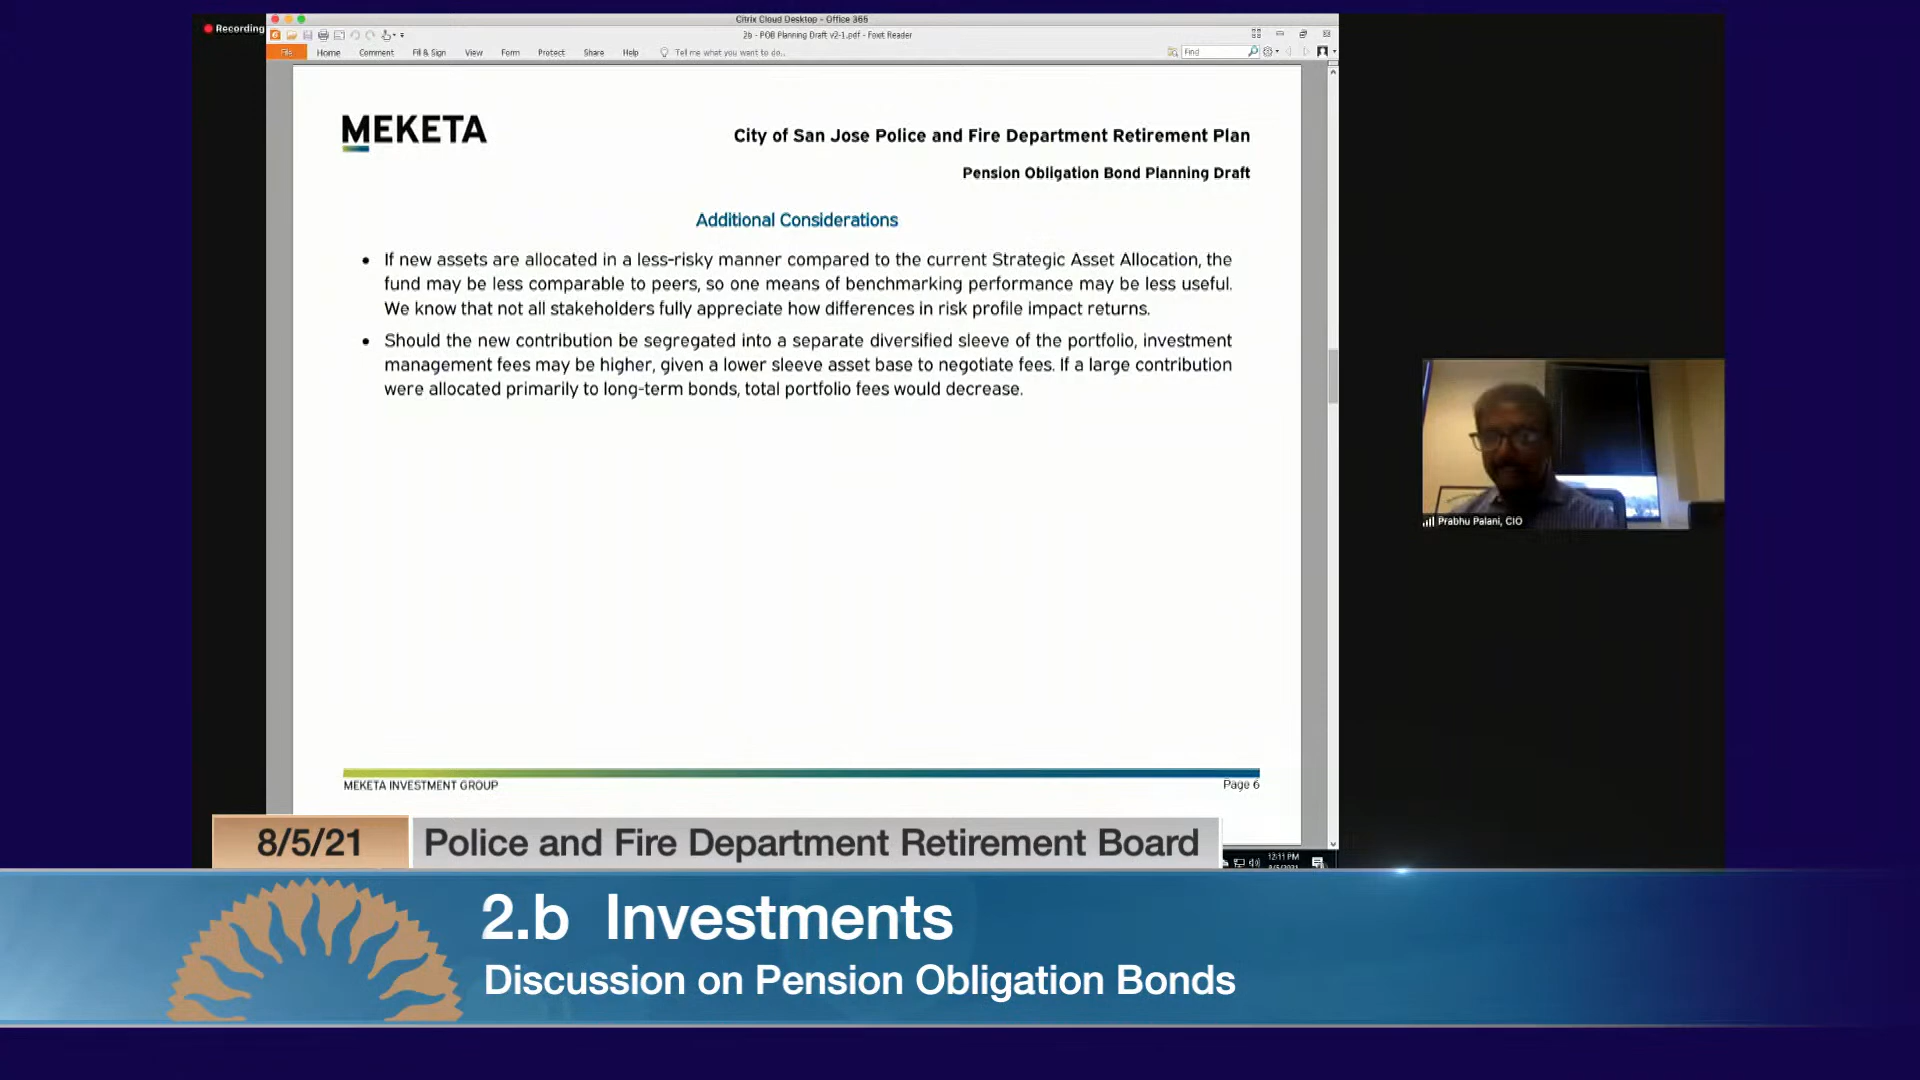 Recording
Citrix Cloud Desktop - Office 365
2b - POB Planning Draft v2-1.pdf - Foxit Reader
File Home Comment Fill & Sign View Form Protect Share Help Tell me what you want to do.. Find
MEKETA
City of San Jose Police and Fire Department Retirement Plan
Pension Obligation Bond Planning Draft
Additional Considerations
• If new assets are allocated in a less-risky manner compared to the current Strategic Asset Allocation, the
fund may be less comparable to peers, so one means of benchmarking performance may be less useful.
We know that not all stakeholders fully appreciate how differences in risk profile impact returns.
• Should the new contribution be segregated into a separate diversified sleeve of the portfolio, investment
management fees may be higher, given a lower sleeve asset base to negotiate fees. If a large contribution
were allocated primarily to long-term bonds, total portfolio fees would decrease.
Prabhu Palani, CIO
MEKETA INVESTMENT GROUP
Page 6
8/5/21 Police and Fire Department Retirement Board
12:11 PM
2.b Investments
Discussion on Pension Obligation Bonds